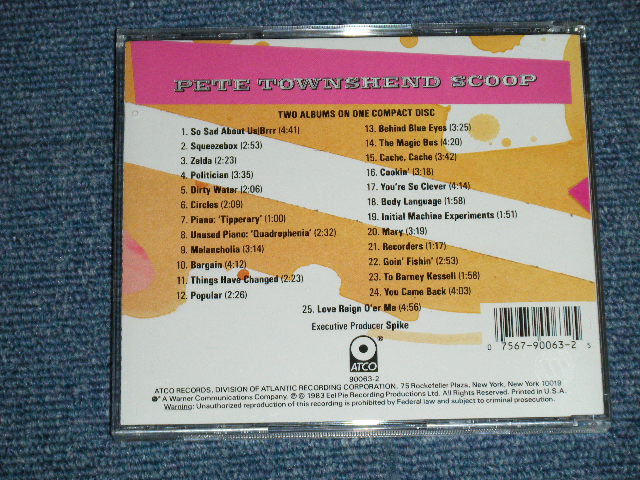 PETE TOWNSHEND SCOOP
TWO ALBUMS ON ONE COMPACT DISC
1. So Sad About Us/Brrr (4:41)
2. Squeezebox (2:53)
3. Zelda (2:23)
4. Politician (3:35)
5. Dirty Water (2:06)
6. Circles (2:09)
7. Piano: 'Tipperary' (1:00)
8. Unused Piano: 'Quadrophenia' (2:32)
9. Melancholia (3:14)
10. Bargain (4:12)
11. Things Have Changed (2:23)
12. Popular (2:26)
13. Behind Blue Eyes (3:25)
14. The Magic Bus (4:20)
15. Cache, Cache (3:42)
16. Cookin' (3:18)
17. You're So Clever (4:14)
18. Body Language (1:58)
19. Initial Machine Experiments (1:51)
20. Mary (3:19)
21. Recorders (1:17)
22. Goin' Fishin' (2:53)
23. To Barney Kessell (1:58)
24. You Came Back (4:03)
25. Love Reign O'er Me (4:56)
Executive Producer Spike
ATCO ®
90063-2
0 7567-90063-2 5
ATCO RECORDS, DIVISION OF ATLANTIC RECORDING CORPORATION, 75 Rockefeller Plaza, New York, New York 10019
A Warner Communications Company, ℗ © 1983 Eel Pie Recording Productions Ltd. All Rights Reserved. Printed in U.S.A.
Warning: Unauthorized reproduction of this recording is prohibited by Federal law and subject to criminal prosecution.